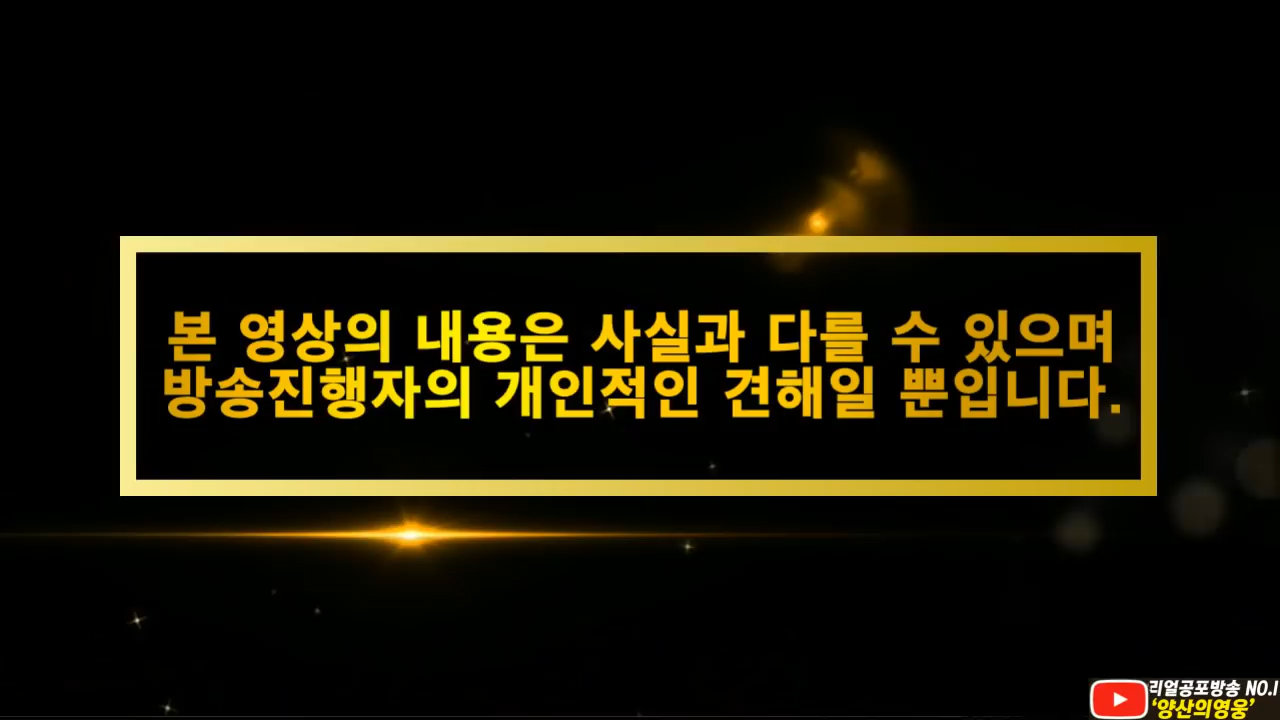 본 영상의 내용은 사실과 다를 수 있으며
방송진행자의 개인적인 견해일 뿐입니다.
리얼공포방송 NO.1
'양산의영웅'